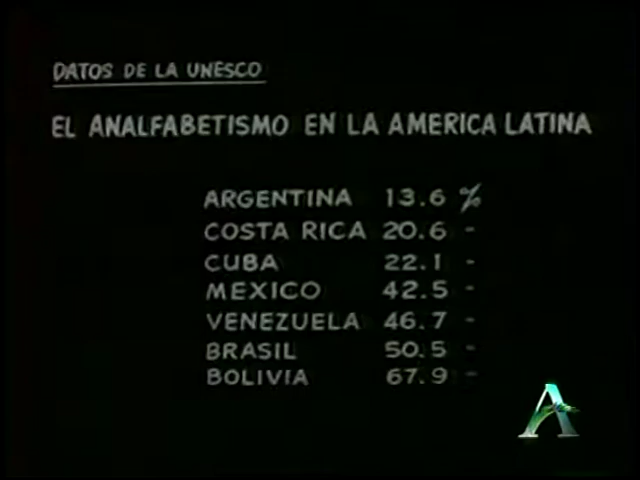 DATOS DE LA UNESCO
EL ANALFABETISMO EN LA AMERICA LATINA
ARGENTINA 13.6 %
COSTA RICA 20.6 -
CUBA 22.1 -
MEXICO 42.5 -
VENEZUELA 46.7 -
BRASIL 50.5 -
BOLIVIA 67.9 -
A